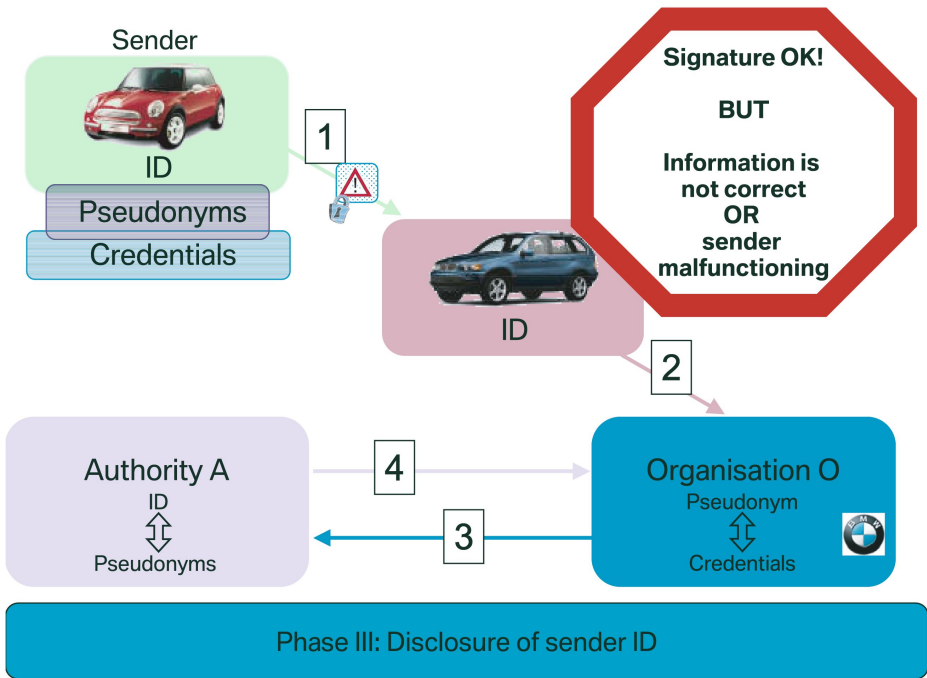 Sender
ID
Pseudonyms
Credentials
1
!
Signature OK!
BUT
Information is
not correct
OR
sender
malfunctioning
ID
2
Authority A
ID
Pseudonyms
4
3
Organisation O
Pseudonym
Credentials
BMW
Phase III: Disclosure of sender ID